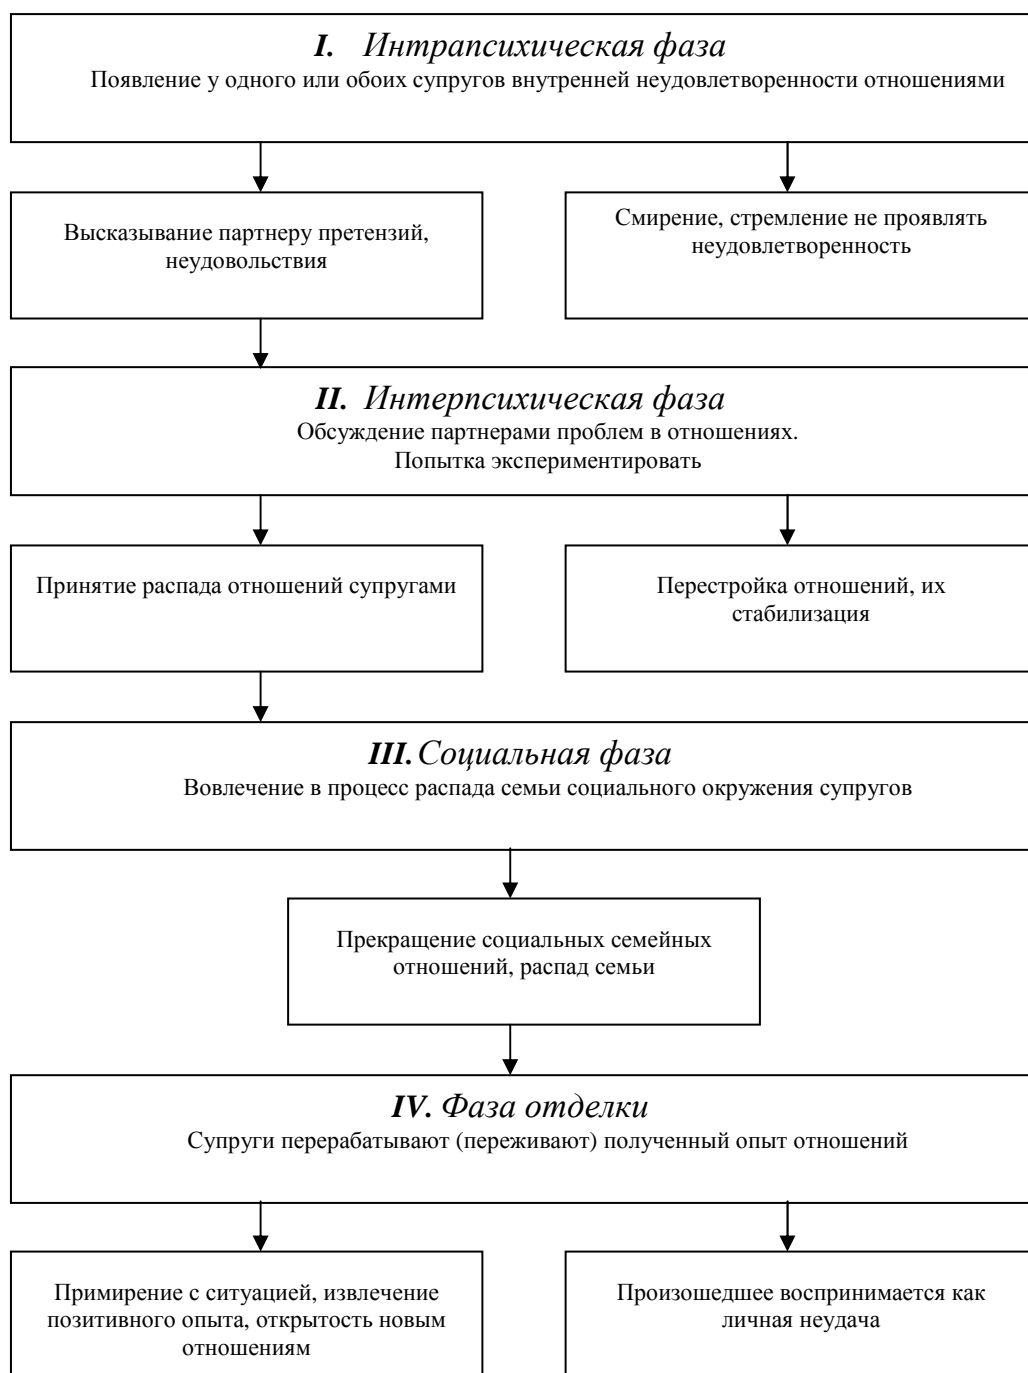 I. Интрапсихическая фаза
Появление у одного или обоих супругов внутренней неудовлетворенности отношениями
Высказывание партнеру претензий,
неудовольствия
Смирение, стремление не проявлять
неудовлетворенность
II. Интерпсихическая фаза
Обсуждение партнерами проблем в отношениях.
Попытка экспериментировать
Принятие распада отношений супругами
Перестройка отношений, их
стабилизация
III. Социальная фаза
Вовлечение в процесс распада семьи социального окружения супругов
Прекращение социальных семейных
отношений, распад семьи
IV. Фаза отделки
Супруги перерабатывают (переживают) полученный опыт отношений
Примирение с ситуацией, извлечение
позитивного опыта, открытость новым
отношениям
Произошедшее воспринимается как
личная неудача